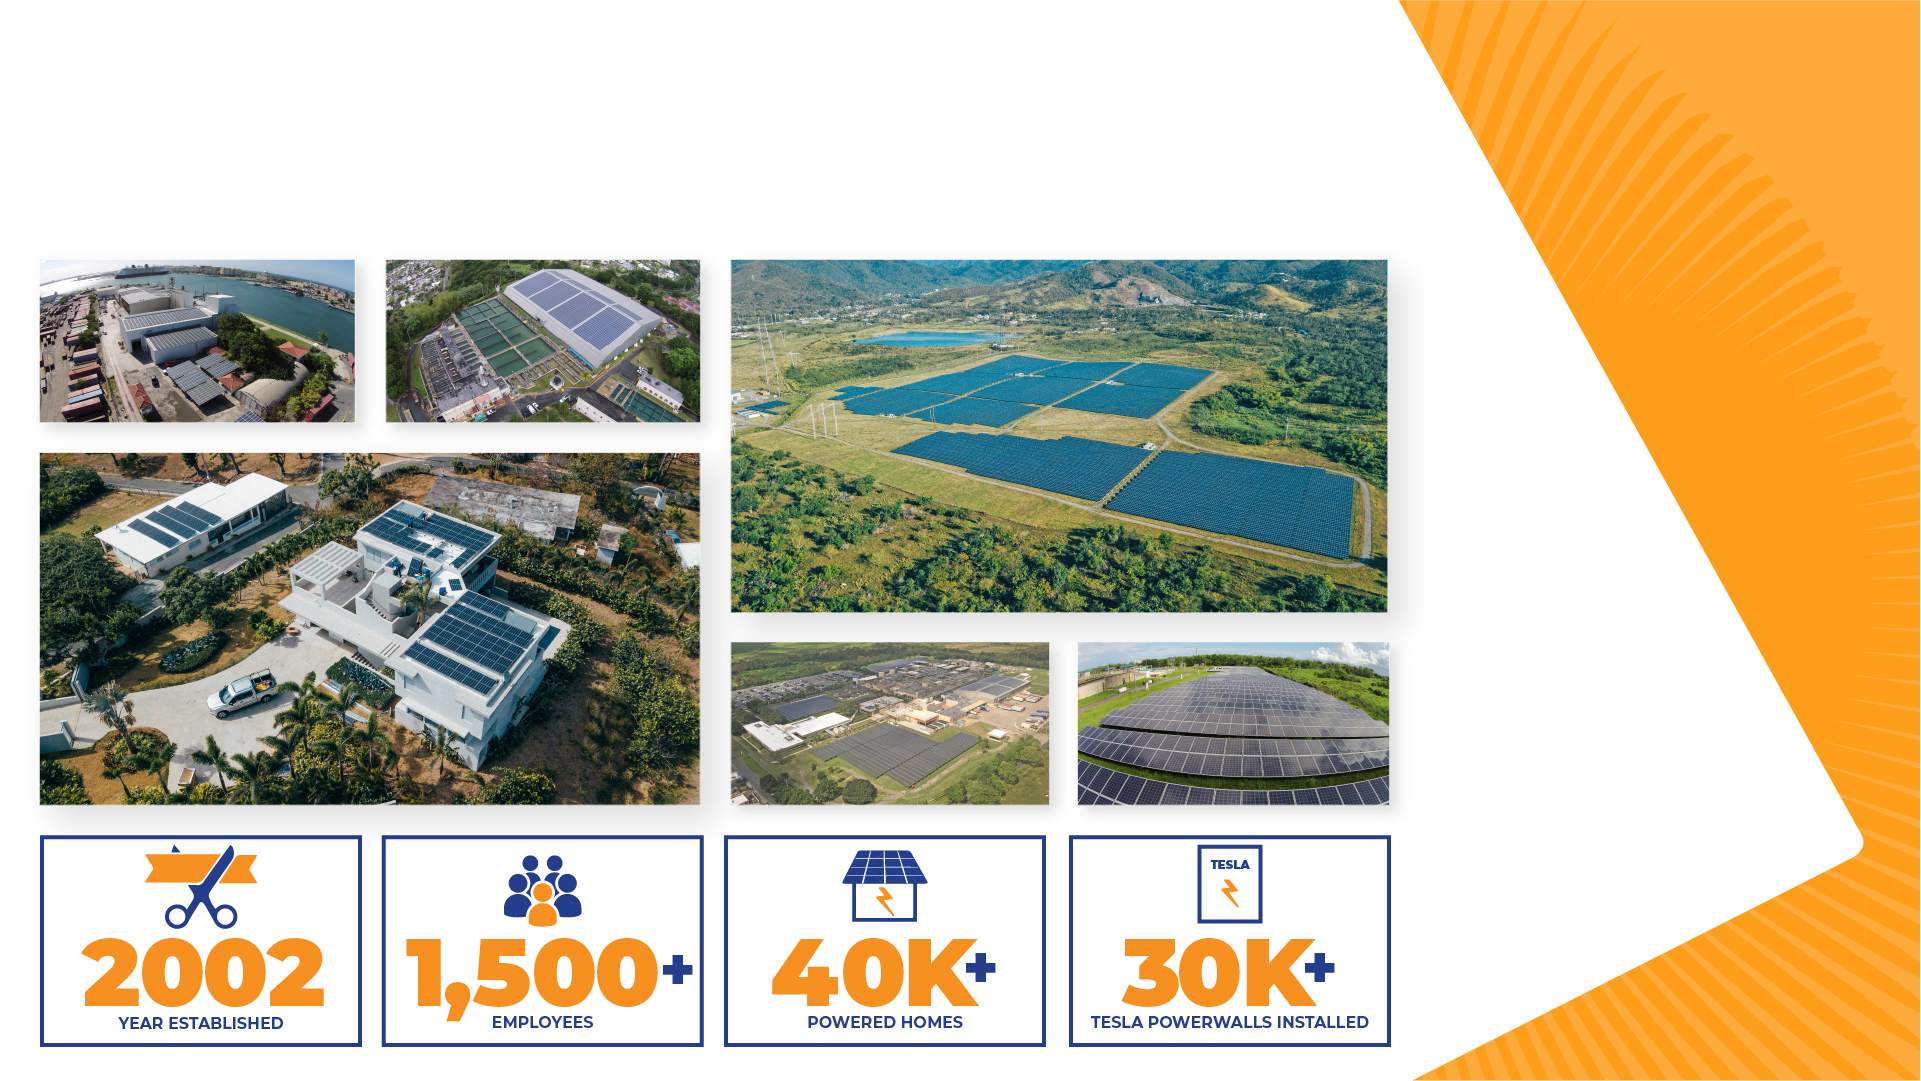 2002
YEAR ESTABLISHED
1,500+
EMPLOYEES
40K+
POWERED HOMES
TESLA
30K+
TESLA POWERWALLS INSTALLED